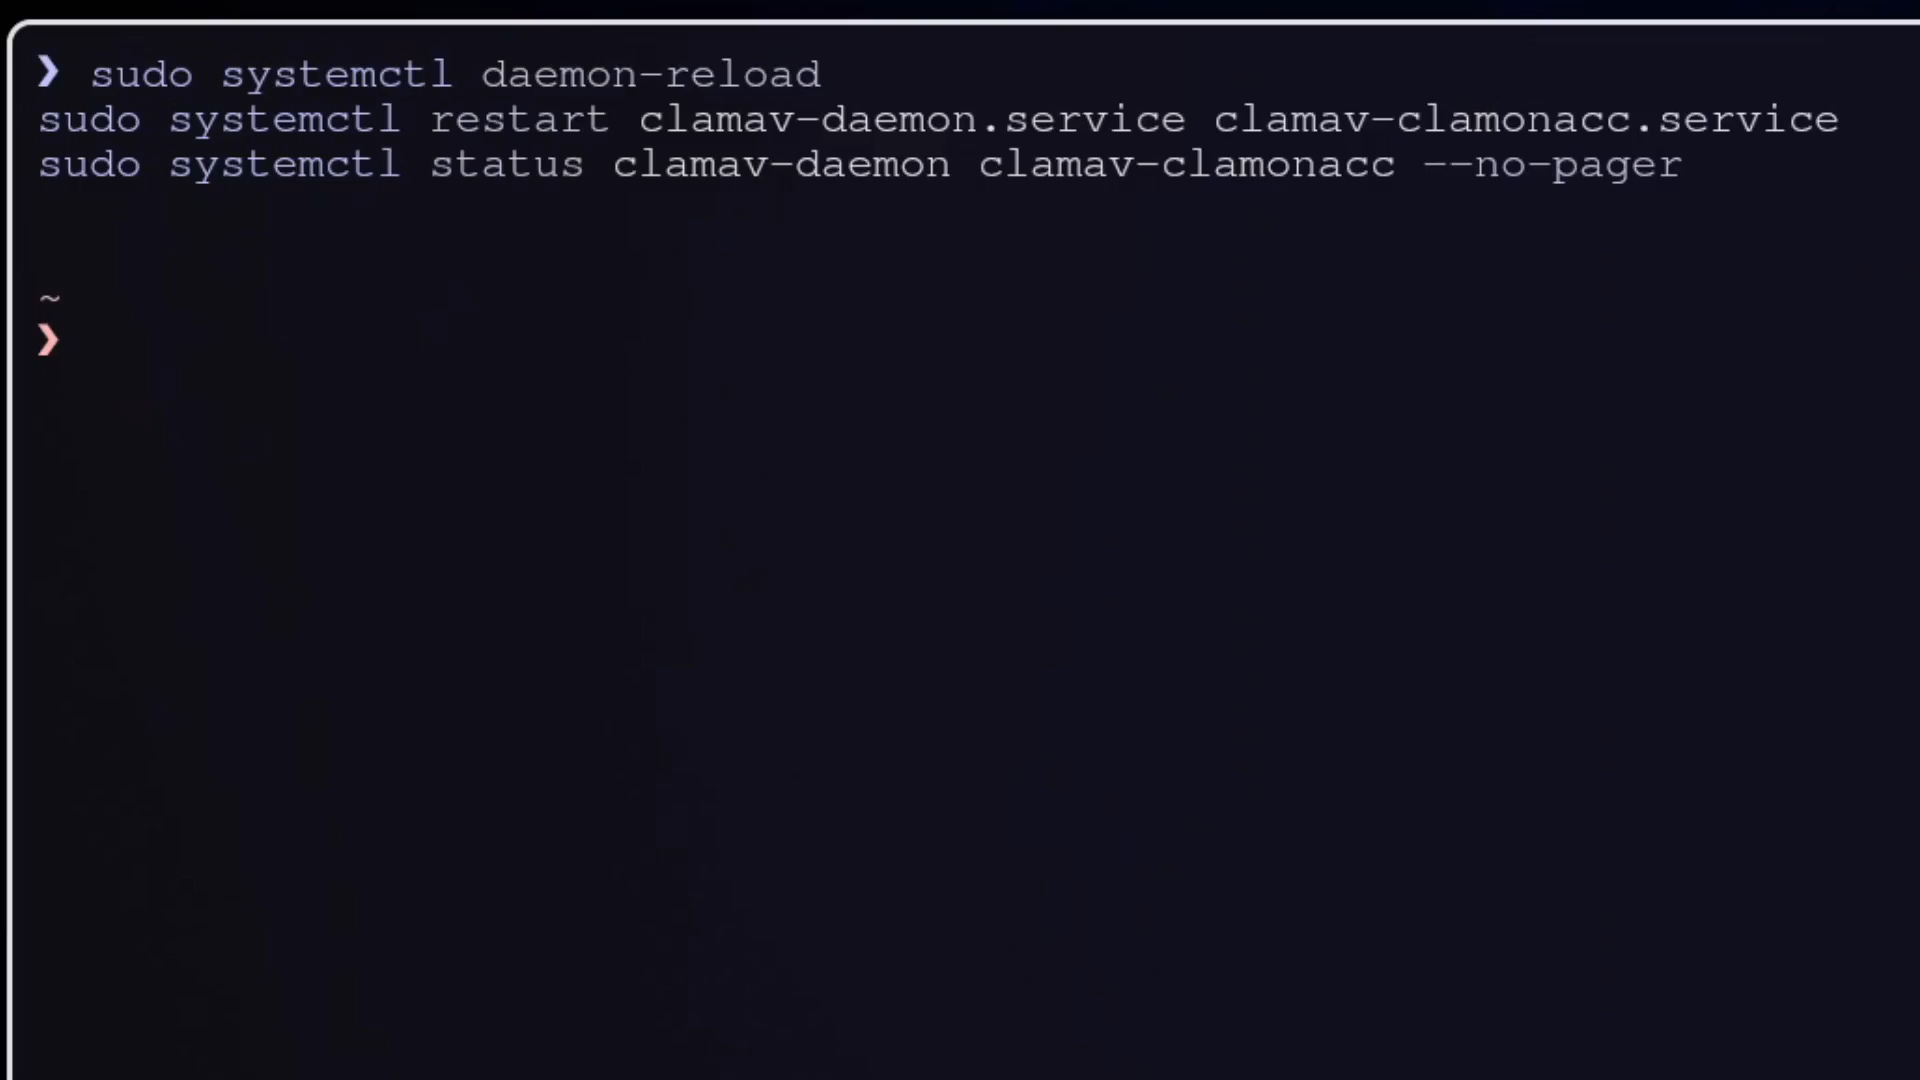 ❯ sudo systemctl daemon-reload
sudo systemctl restart clamav-daemon.service clamav-clamonacc.service
sudo systemctl status clamav-daemon clamav-clamonacc --no-pager
~
❯